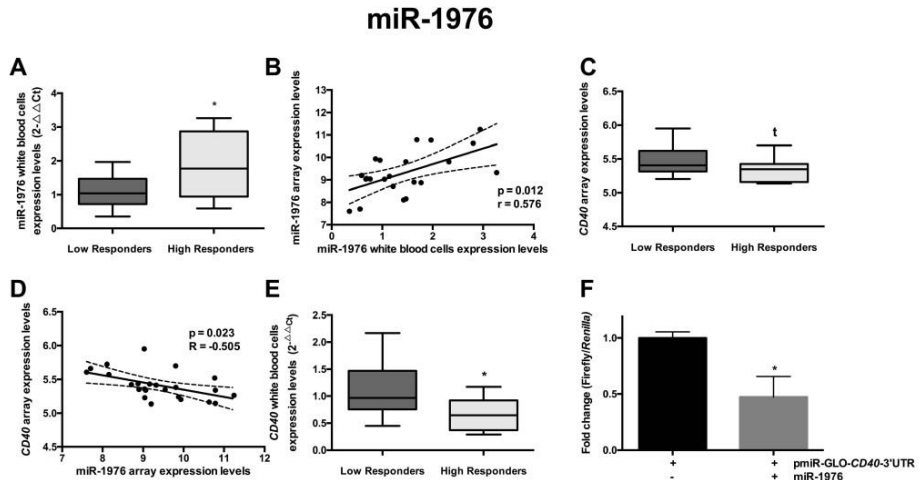 miR-1976
A
miR-1976 white blood cells
expression levels (2-△△Ct)
4
3
2
1
0
*
Low Responders
High Responders
B
miR-1976 array expression levels
13
12
11
10
9
8
7
p = 0.012
r = 0.576
0
1
2
3
4
miR-1976 white blood cells expression levels
C
CD40 array expression levels
6.5
6.0
5.5
5.0
4.5
t
Low Responders
High Responders
D
CD40 array expression levels
6.5
6.0
5.5
5.0
4.5
p = 0.023
R = -0.505
7
8
9
10
11
12
miR-1976 array expression levels
E
CD40 white blood cells
expression levels (2-△△Ct)
2.5
2.0
1.5
1.0
0.5
0.0
*
Low Responders
High Responders
F
Fold change (Firefly/Renilla)
1.0
0.5
0.0
*
+ + pmiR-GLO-CD40-3'UTR
- + miR-1976